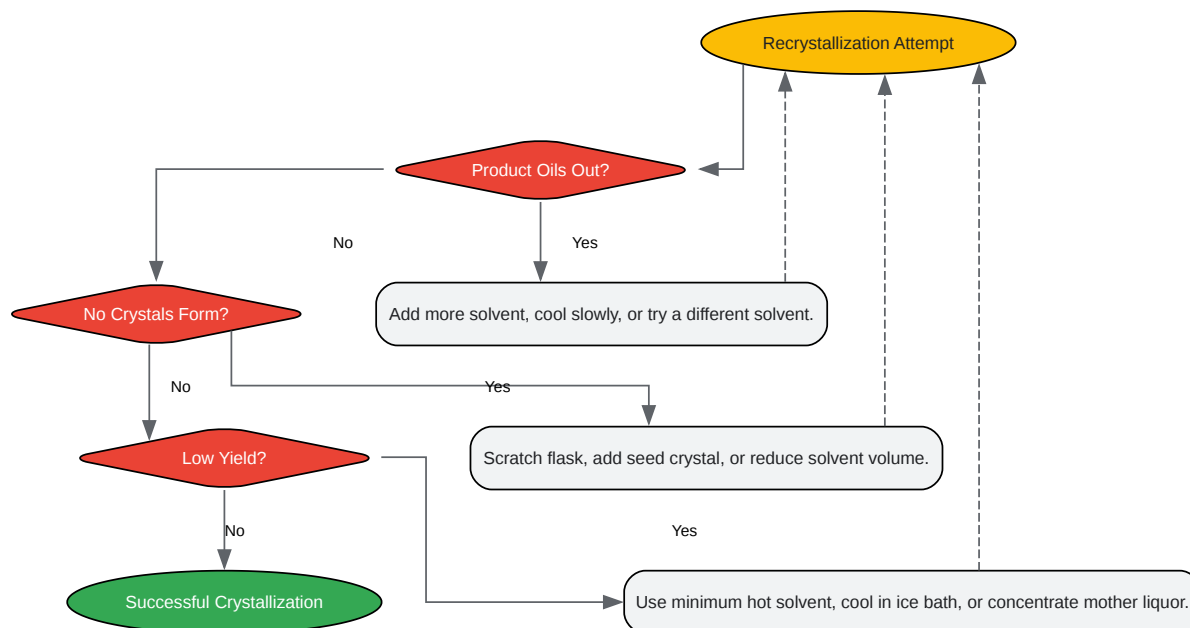 Recrystallization Attempt
Product Oils Out?
No
Yes
No Crystals Form?
Add more solvent, cool slowly, or try a different solvent.
No
Yes
Low Yield?
Scratch flask, add seed crystal, or reduce solvent volume.
No
Yes
Successful Crystallization
Use minimum hot solvent, cool in ice bath, or concentrate mother liquor.